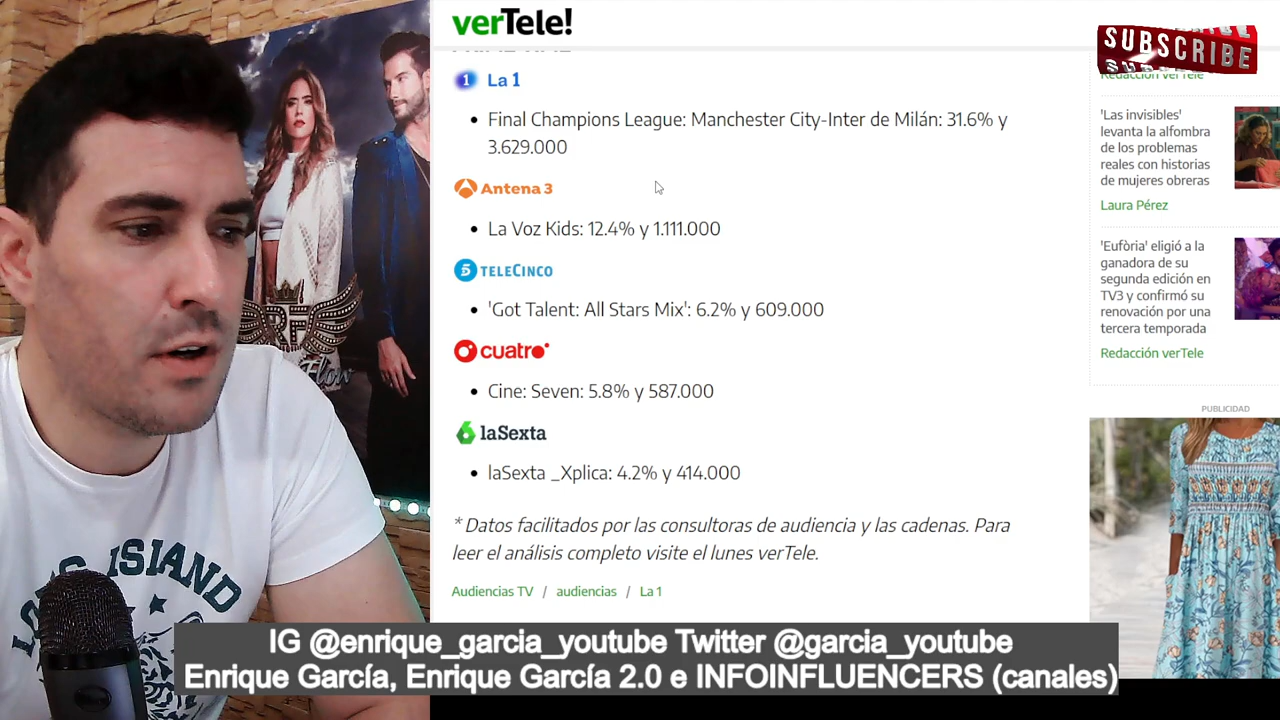 verTele!
SUBSCRIBE
1 La 1
Redacción verTele
Final Champions League: Manchester City-Inter de Milán: 31.6% y
3.629.000
Antena 3
La Voz Kids: 12.4% y 1.111.000
5 TELECINCO
'Got Talent: All Stars Mix': 6.2% y 609.000
cuatro
Cine: Seven: 5.8% y 587.000
6 laSexta
laSexta _Xplica: 4.2% y 414.000
* Datos facilitados por las consultoras de audiencia y las cadenas. Para
leer el análisis completo visite el lunes verTele.
Audiencias TV / audiencias / La 1
'Las invisibles'
levanta la alfombra
de los problemas
reales con historias
de mujeres obreras
Laura Pérez
'Eufòria' eligió a la
ganadora de su
segunda edición en
TV3 y confirmó su
renovación por una
tercera temporada
Redacción verTele
PUBLICIDAD
RF
Flow
ISLAND
IG @enrique_garcia_youtube Twitter @garcia_youtube
Enrique García, Enrique García 2.0 e INFOINFLUENCERS (canales)